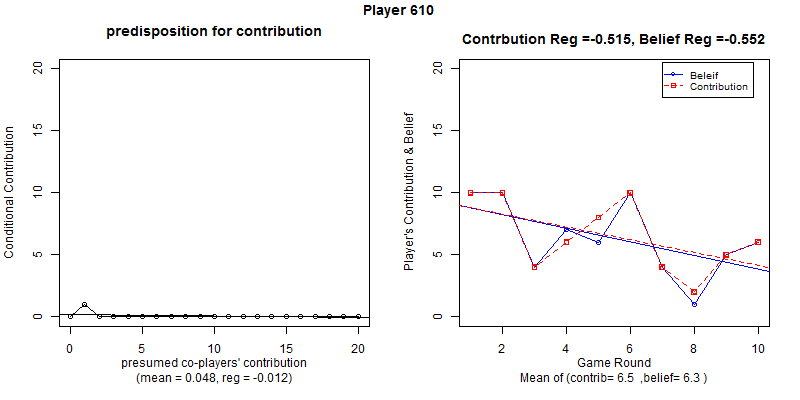 Player 610
predisposition for contribution
Conditional Contribution
20
15
10
5
0
0 5 10 15 20
presumed co-players' contribution
(mean = 0.048, reg = -0.012)
Contrbution Reg =-0.515, Belief Reg =-0.552
Player's Contribution & Belief
20
15
10
5
0
Beleif
Contribution
2 4 6 8 10
Game Round
Mean of (contrib= 6.5 ,belief= 6.3 )